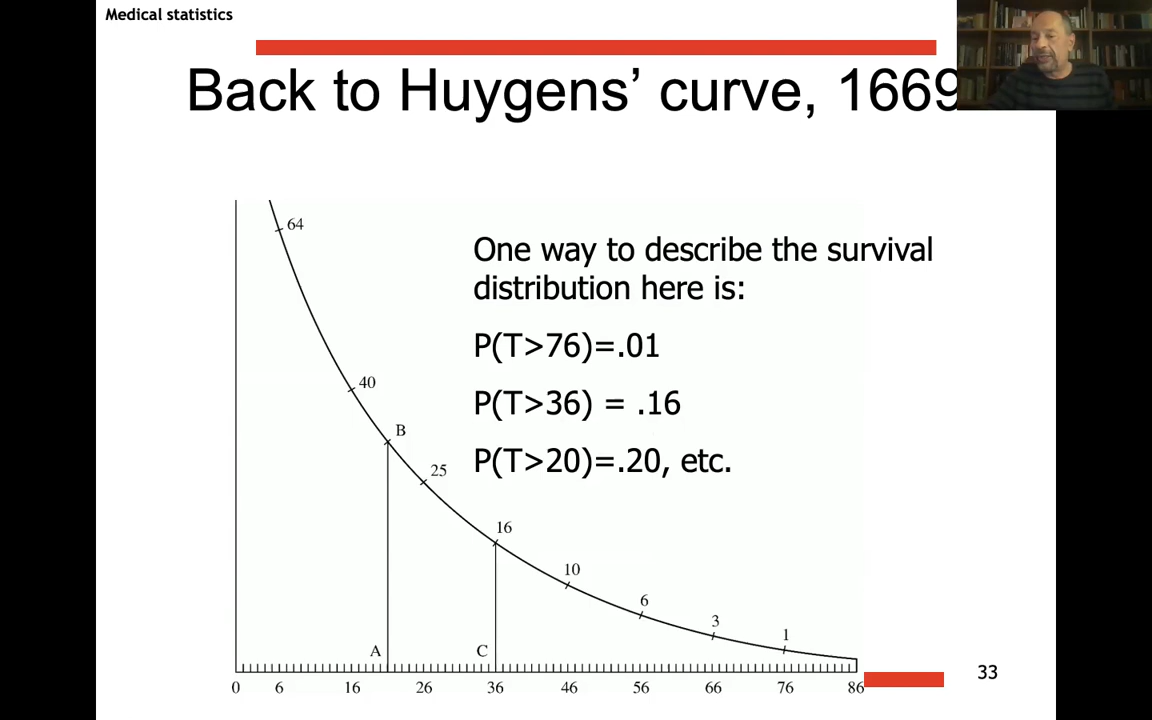 Medical statistics
Back to Huygens’ curve, 1669
64
One way to describe the survival
distribution here is:
P(T>76)=.01
40
P(T>36) = .16
B
25
P(T>20)=.20, etc.
16
10
6
3
1
A
C
33
0 6 16 26 36 46 56 66 76 86